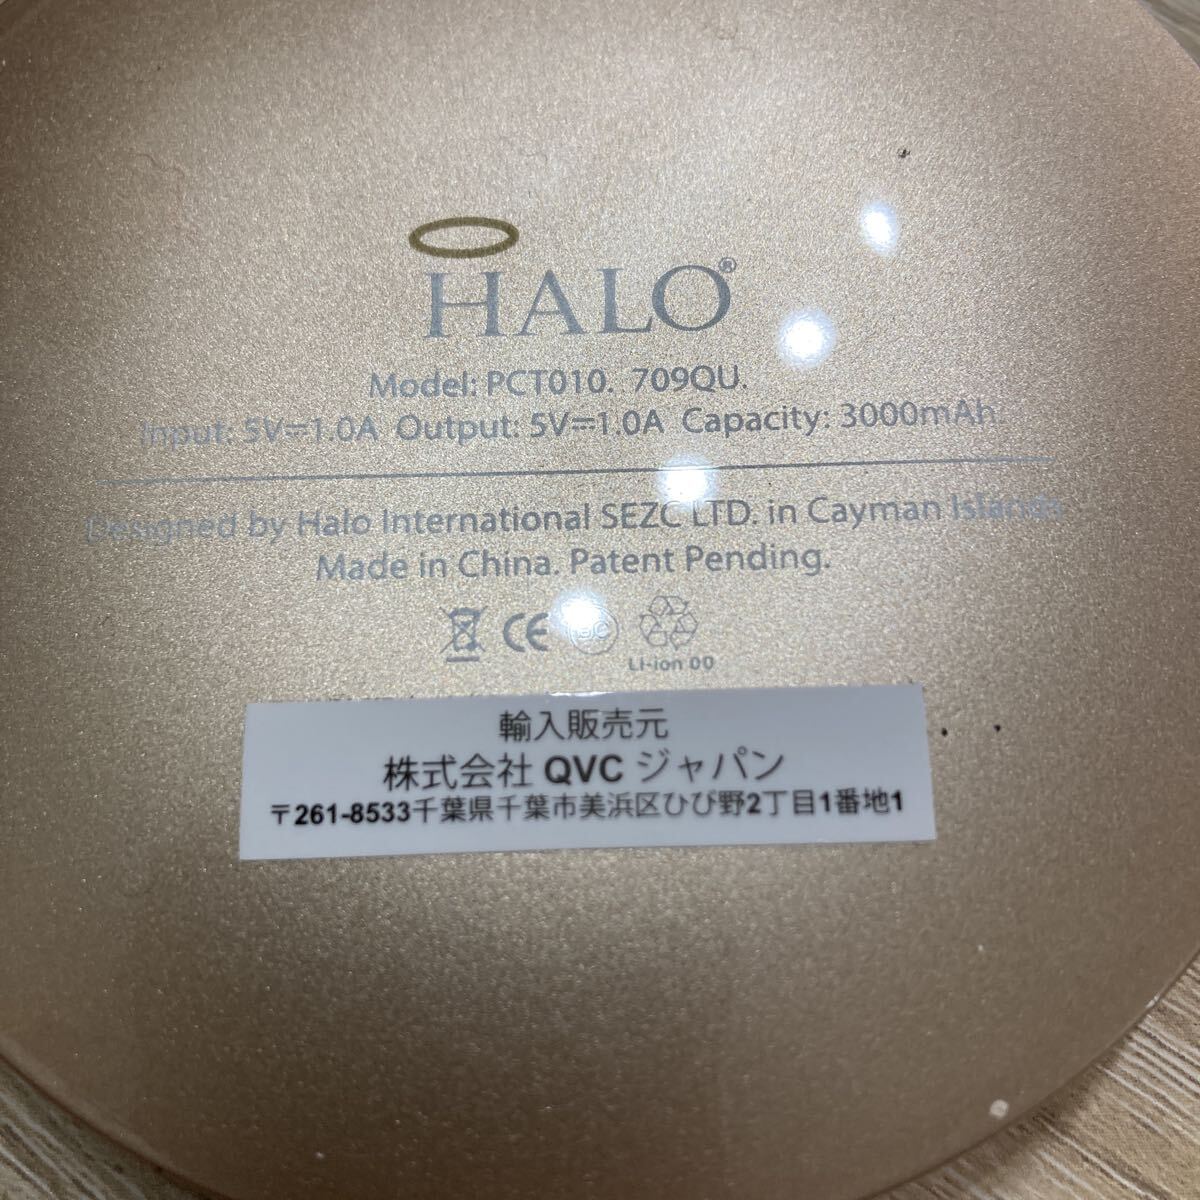 HALO®
Model: PCT010. 709QU.
Input: 5V⎓1.0A Output: 5V⎓1.0A Capacity: 3000mAh.
Designed by Halo International SEZC LTD. in Cayman Islands
Made in China. Patent Pending.
CE
Li-ion 00
輸入販売元
株式会社 QVC ジャパン
〒261-8533千葉県千葉市美浜区ひび野2丁目1番地1